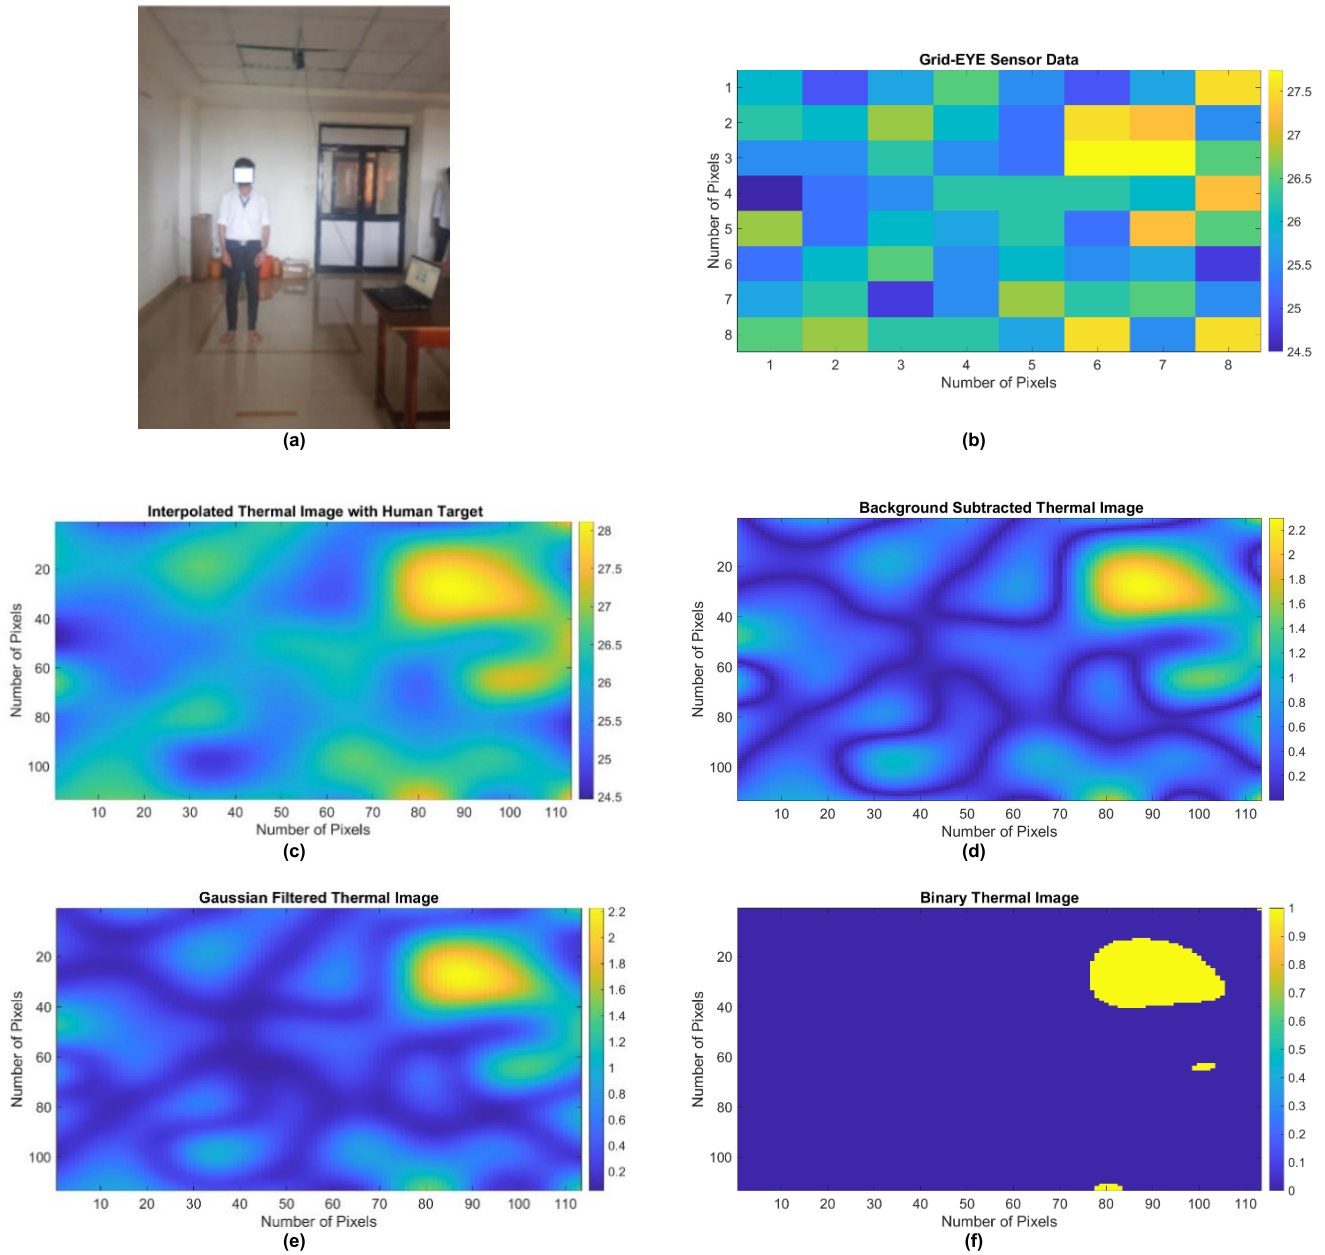 Grid-EYE Sensor Data
Number of Pixels
1
2
3
4
5
6
7
8
1 2 3 4 5 6 7 8
Number of Pixels
27.5
27
26.5
26
25.5
25
24.5
(a)
(b)
Interpolated Thermal Image with Human Target
Number of Pixels
20
40
60
80
100
10 20 30 40 50 60 70 80 90 100 110
Number of Pixels
28
27.5
27
26.5
26
25.5
25
24.5
(c)
Background Subtracted Thermal Image
Number of Pixels
20
40
60
80
100
10 20 30 40 50 60 70 80 90 100 110
Number of Pixels
2.2
2
1.8
1.6
1.4
1.2
1
0.8
0.6
0.4
0.2
(d)
Gaussian Filtered Thermal Image
Number of Pixels
20
40
60
80
100
10 20 30 40 50 60 70 80 90 100 110
Number of Pixels
2.2
2
1.8
1.6
1.4
1.2
1
0.8
0.6
0.4
0.2
(e)
Binary Thermal Image
Number of Pixels
20
40
60
80
100
10 20 30 40 50 60 70 80 90 100 110
Number of Pixels
1
0.9
0.8
0.7
0.6
0.5
0.4
0.3
0.2
0.1
0
(f)